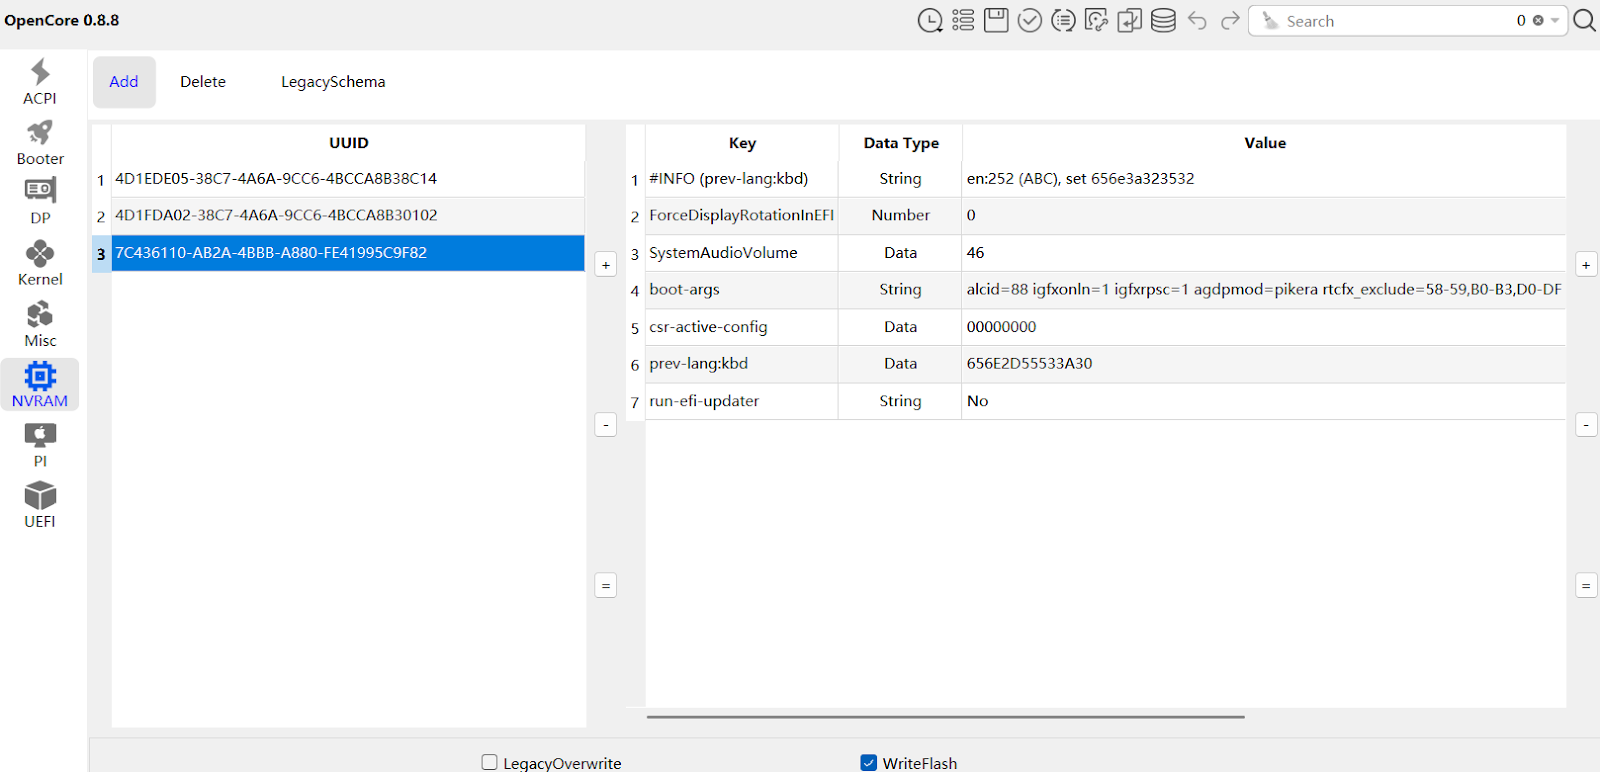 OpenCore 0.8.8
Search 0
ACPI
Booter
DP
Kernel
Misc
NVRAM
PI
UEFI
Add Delete LegacySchema
UUID
1 4D1EDE05-38C7-4A6A-9CC6-4BCCA8B38C14
2 4D1FDA02-38C7-4A6A-9CC6-4BCCA8B30102
3 7C436110-AB2A-4BBB-A880-FE41995C9F82
+
-
=
Key Data Type Value
1 #INFO (prev-lang:kbd) String en:252 (ABC), set 656e3a323532
2 ForceDisplayRotationInEFI Number 0
3 SystemAudioVolume Data 46
4 boot-args String alcid=88 igfxonln=1 igfxrpsc=1 agdpmod=pikera rtcfx_exclude=58-59,B0-B3,D0-DF
5 csr-active-config Data 00000000
6 prev-lang:kbd Data 656E2D55533A30
7 run-efi-updater String No
+
-
=
LegacyOverwrite WriteFlash